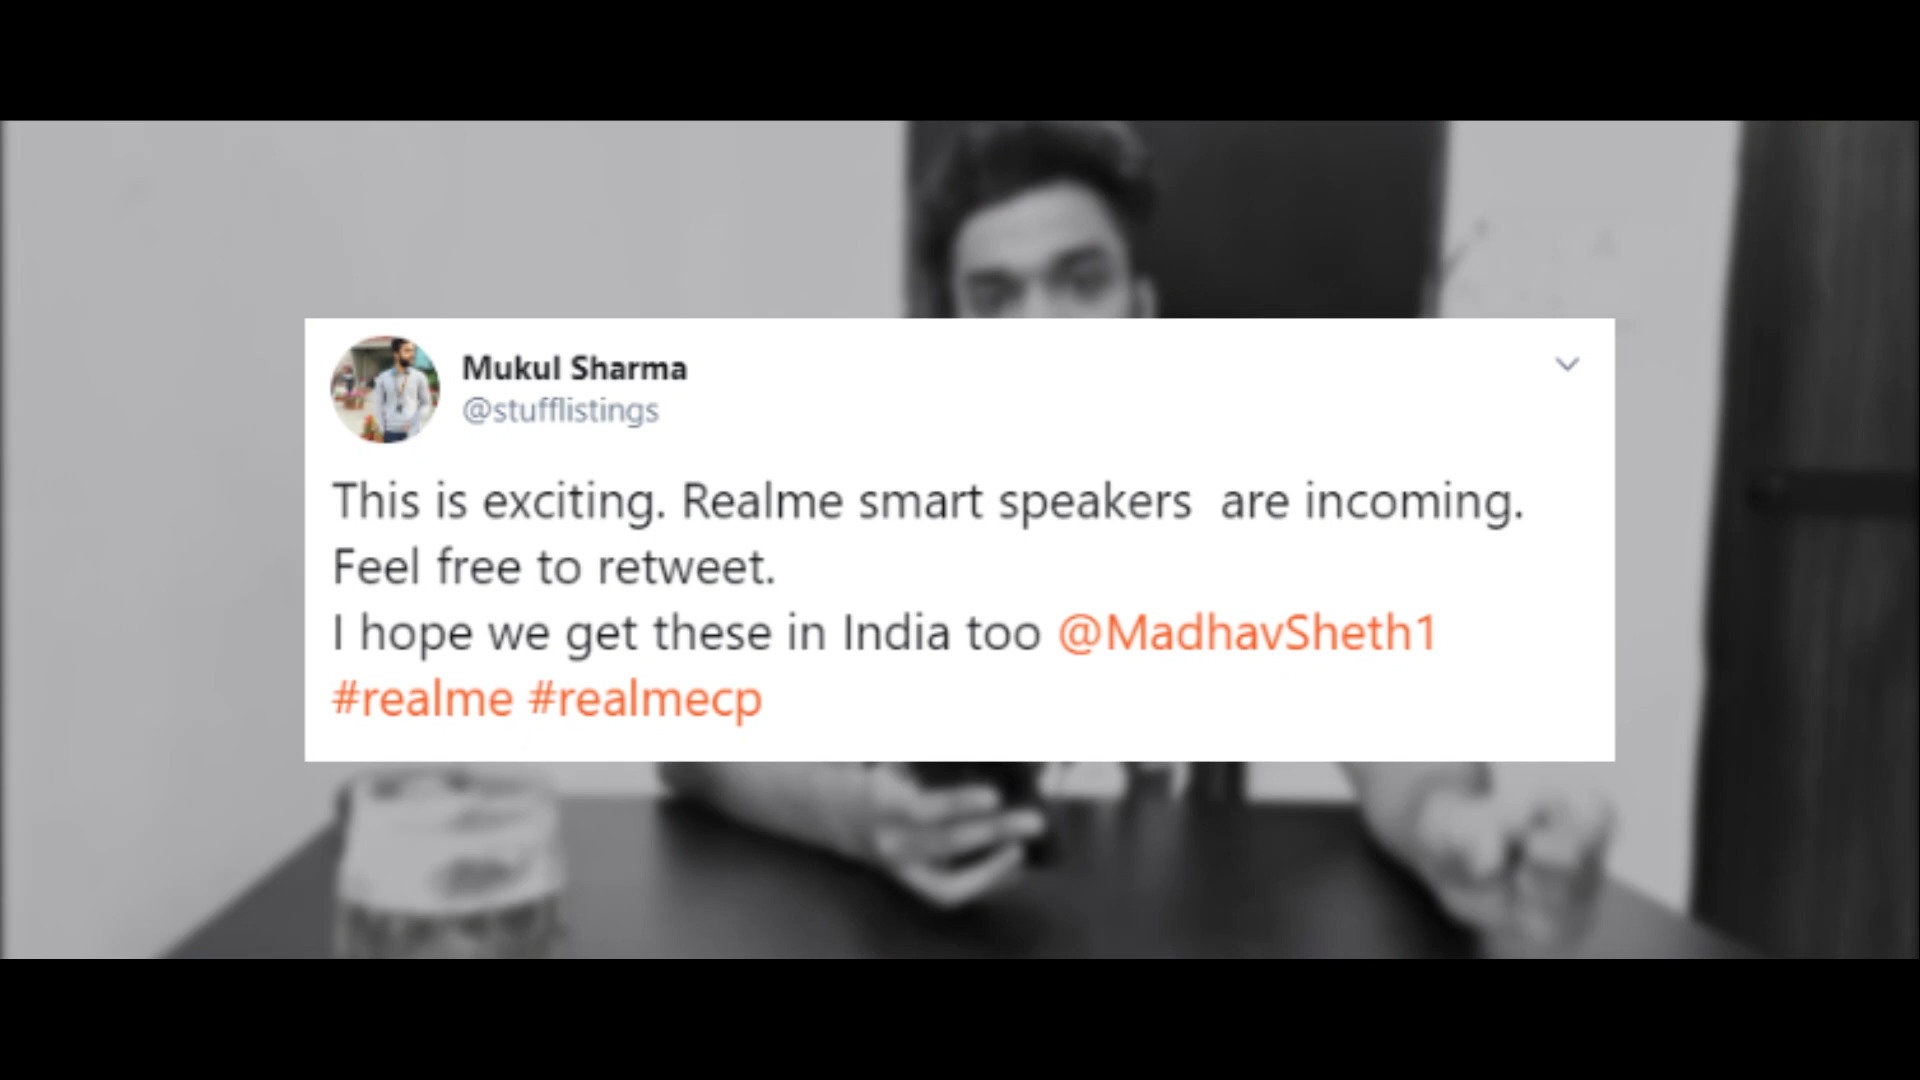 Mukul Sharma
@stufflistings
This is exciting. Realme smart speakers  are incoming.
Feel free to retweet.
I hope we get these in India too @MadhavSheth1
#realme #realmecp